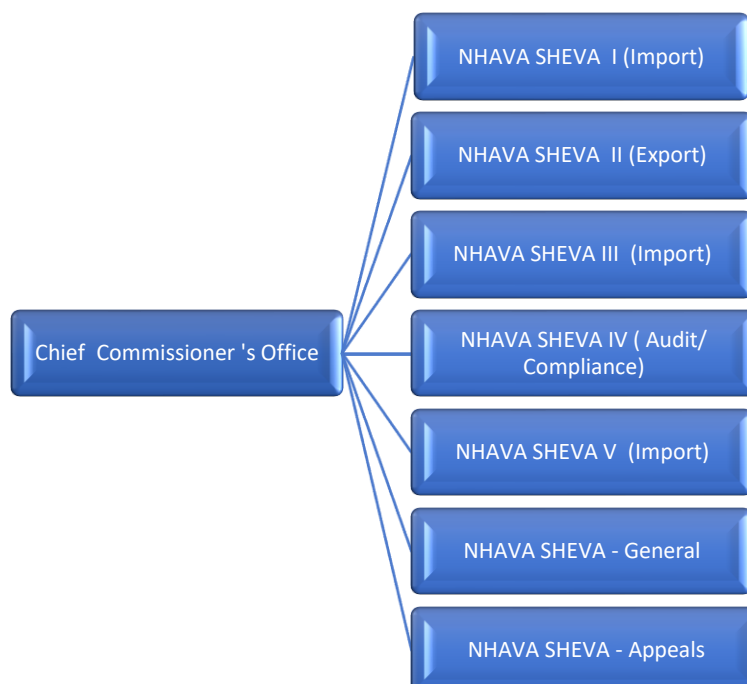 NHAVA SHEVA I (Import)
NHAVA SHEVA II (Export)
NHAVA SHEVA III (Import)
Chief Commissioner 's Office
NHAVA SHEVA IV ( Audit/
Compliance)
NHAVA SHEVA V (Import)
NHAVA SHEVA - General
NHAVA SHEVA - Appeals